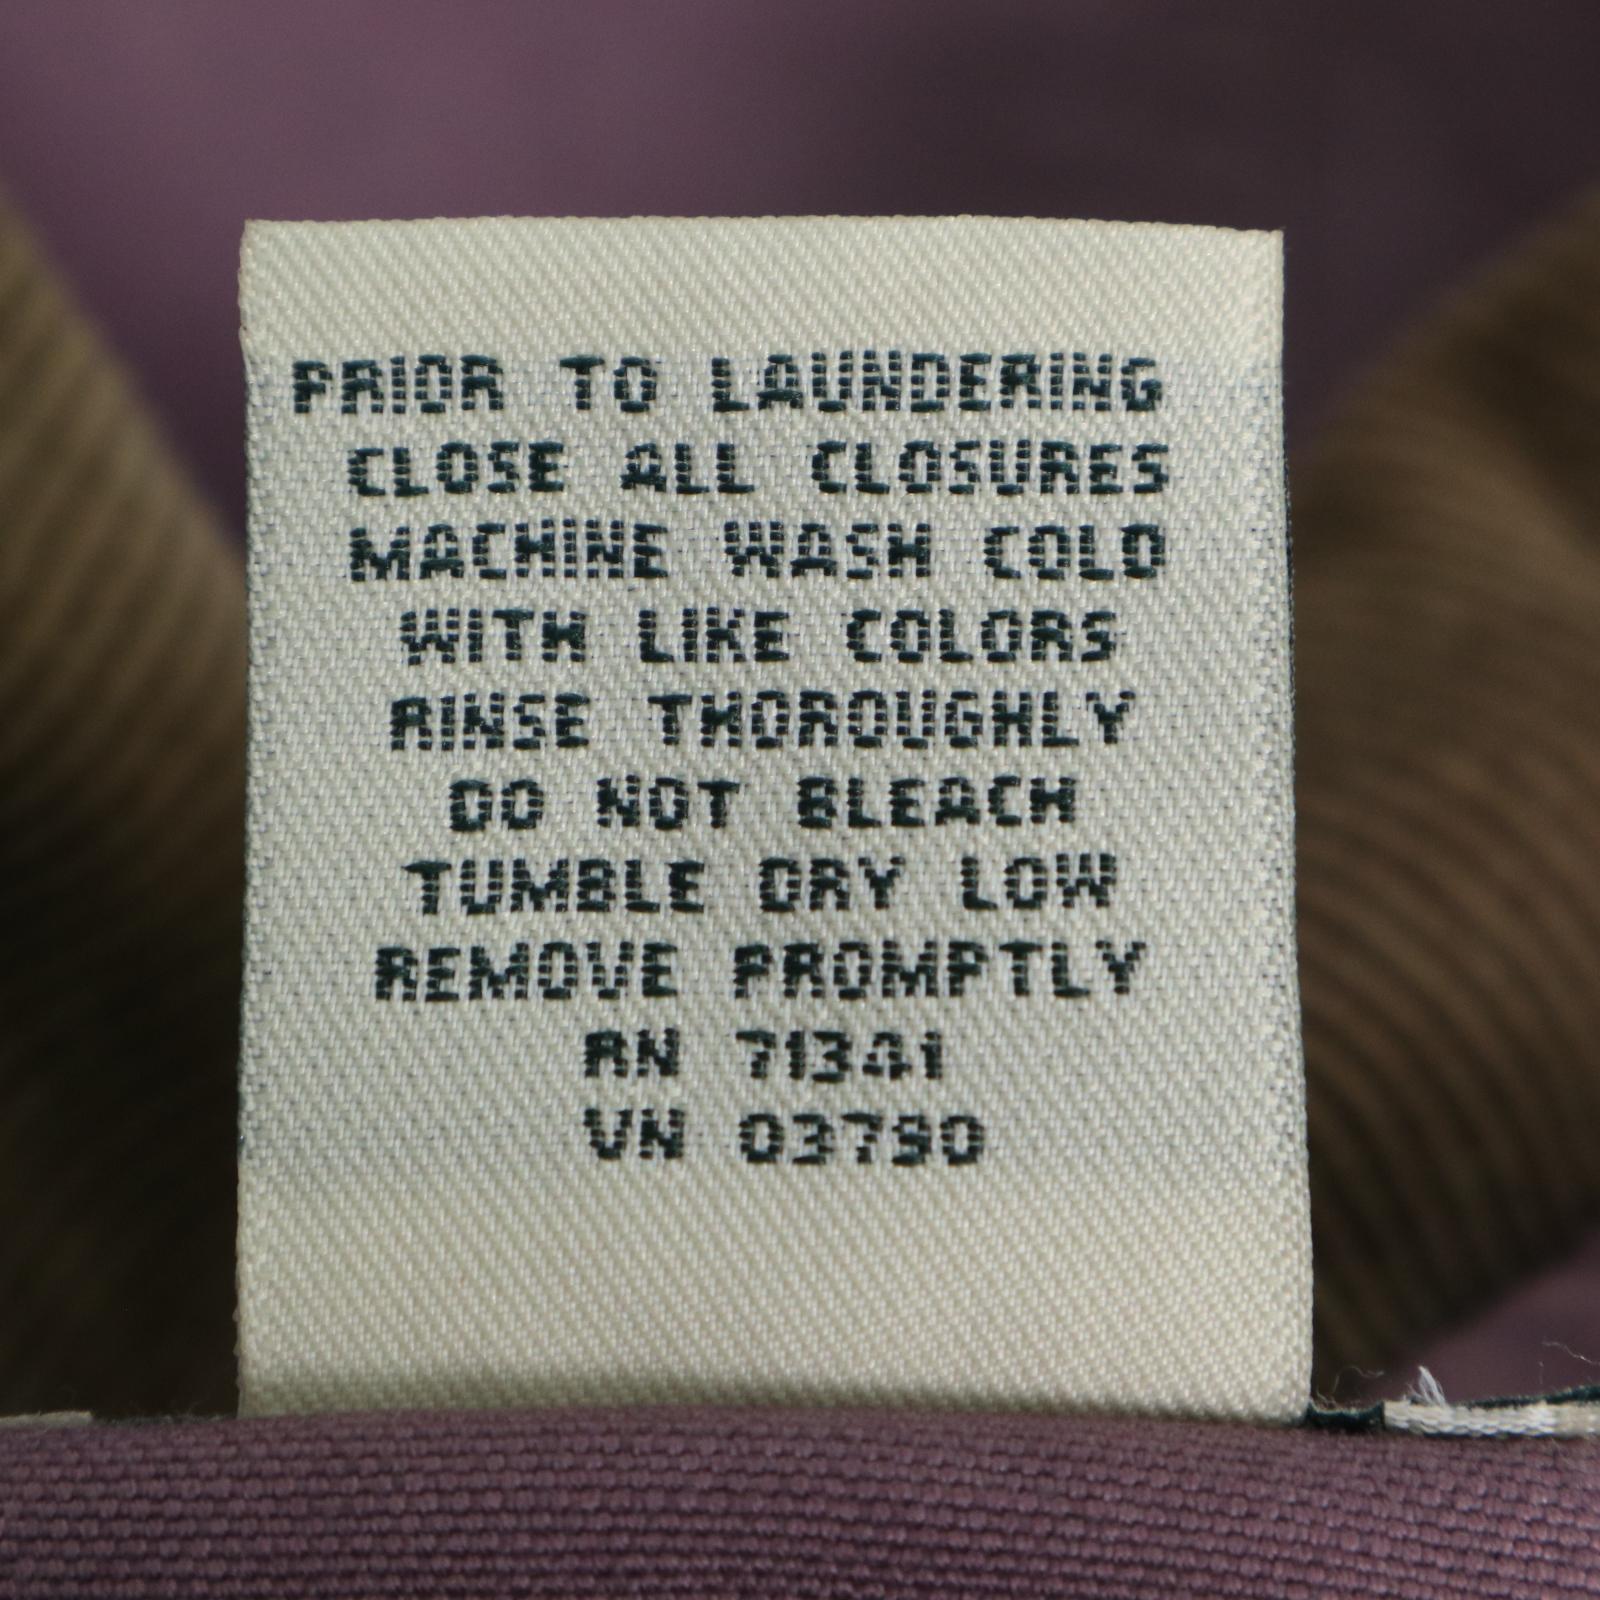 PRIOR TO LAUNDERING
CLOSE ALL CLOSURES
MACHINE WASH COLD
WITH LIKE COLORS
RINSE THOROUGHLY
DO NOT BLEACH
TUMBLE DRY LOW
REMOVE PROMPTLY
RN 71341
VN 03790